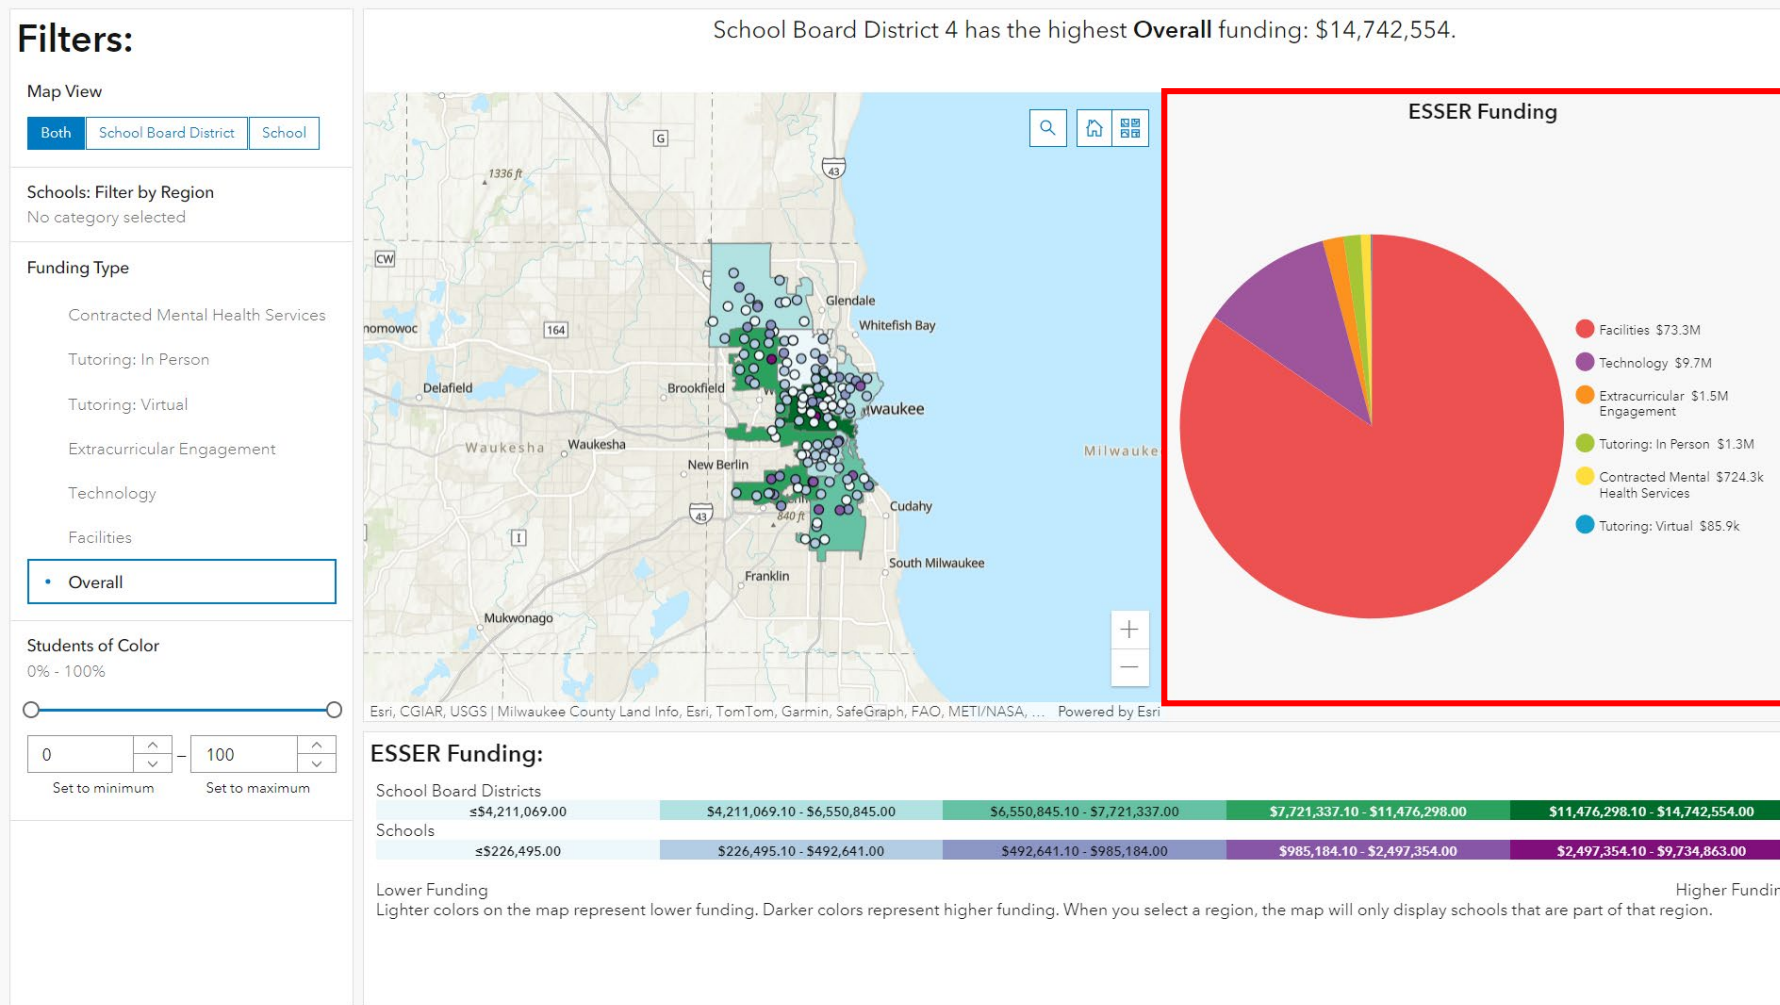 Filters:
Map View
Both School Board District School
Schools: Filter by Region
No category selected
Funding Type
Contracted Mental Health Services
Tutoring: In Person
Tutoring: Virtual
Extracurricular Engagement
Technology
Facilities
Overall
Students of Color
0% - 100%
0 – 100
Set to minimum Set to maximum
School Board District 4 has the highest Overall funding: $14,742,554.
G
43
1336 ft
CW
Glendale
164
nomowoc
Whitefish Bay
Delafield
Brookfield
waukee
Waukesha
Waukesha
Milwauke
New Berlin
43
840 ft
Cudahy
I
South Milwaukee
Franklin
Mukwonago
Esri, CGIAR, USGS | Milwaukee County Land Info, Esri, TomTom, Garmin, SafeGraph, FAO, METI/NASA, ... Powered by Esri
ESSER Funding
Facilities $73.3M
Technology $9.7M
Extracurricular $1.5M
Engagement
Tutoring: In Person $1.3M
Contracted Mental $724.3k
Health Services
Tutoring: Virtual $85.9k
ESSER Funding:
School Board Districts
≤$4,211,069.00 $4,211,069.10 - $6,550,845.00 $6,550,845.10 - $7,721,337.00 $7,721,337.10 - $11,476,298.00 $11,476,298.10 - $14,742,554.00
Schools
≤$226,495.00 $226,495.10 - $492,641.00 $492,641.10 - $985,184.00 $985,184.10 - $2,497,354.00 $2,497,354.10 - $9,734,863.00
Lower Funding Higher Fundin
Lighter colors on the map represent lower funding. Darker colors represent higher funding. When you select a region, the map will only display schools that are part of that region.